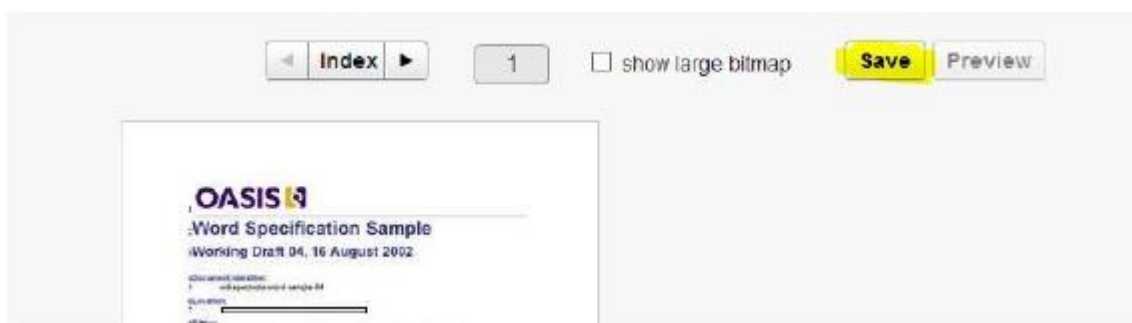 ◄ Index ►
1
show large bitmap
Save
Preview
OASIS
Word Specification Sample
Working Draft 04, 16 August 2002